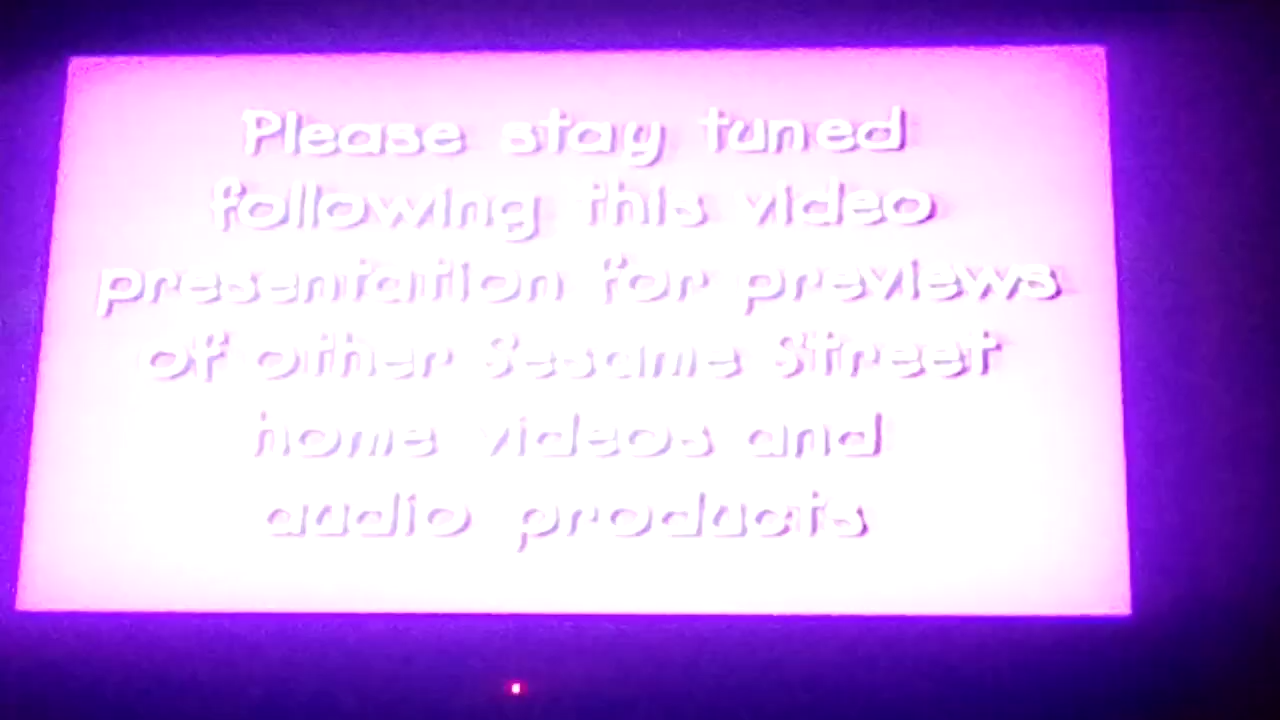 Please stay tuned
following this video
presentation for previews
of other Sesame Street
home videos and
audio products